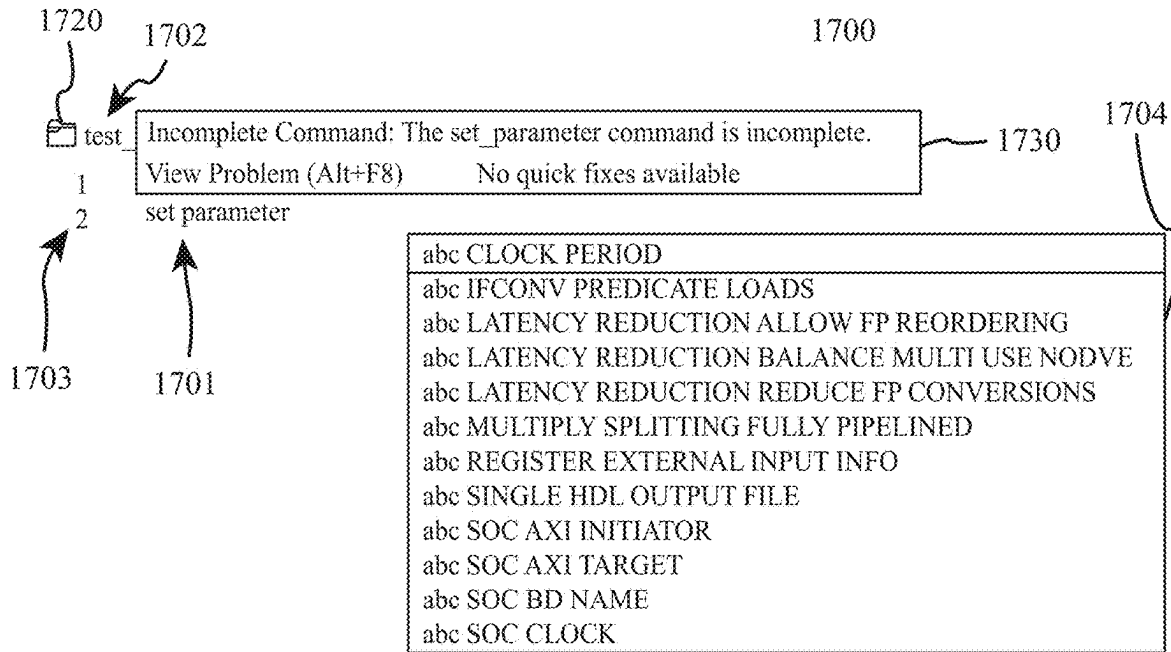 1720
1702
1700
1704
test_
Incomplete Command: The set_parameter command is incomplete.
View Problem (Alt+F8) No quick fixes available
1730
1
2 set parameter
abc CLOCK PERIOD
abc IFCONV PREDICATE LOADS
abc LATENCY REDUCTION ALLOW FP REORDERING
abc LATENCY REDUCTION BALANCE MULTI USE NODVE
abc LATENCY REDUCTION REDUCE FP CONVERSIONS
abc MULTIPLY SPLITTING FULLY PIPELINED
abc REGISTER EXTERNAL INPUT INFO
abc SINGLE HDL OUTPUT FILE
abc SOC AXI INITIATOR
abc SOC AXI TARGET
abc SOC BD NAME
abc SOC CLOCK
1703
1701